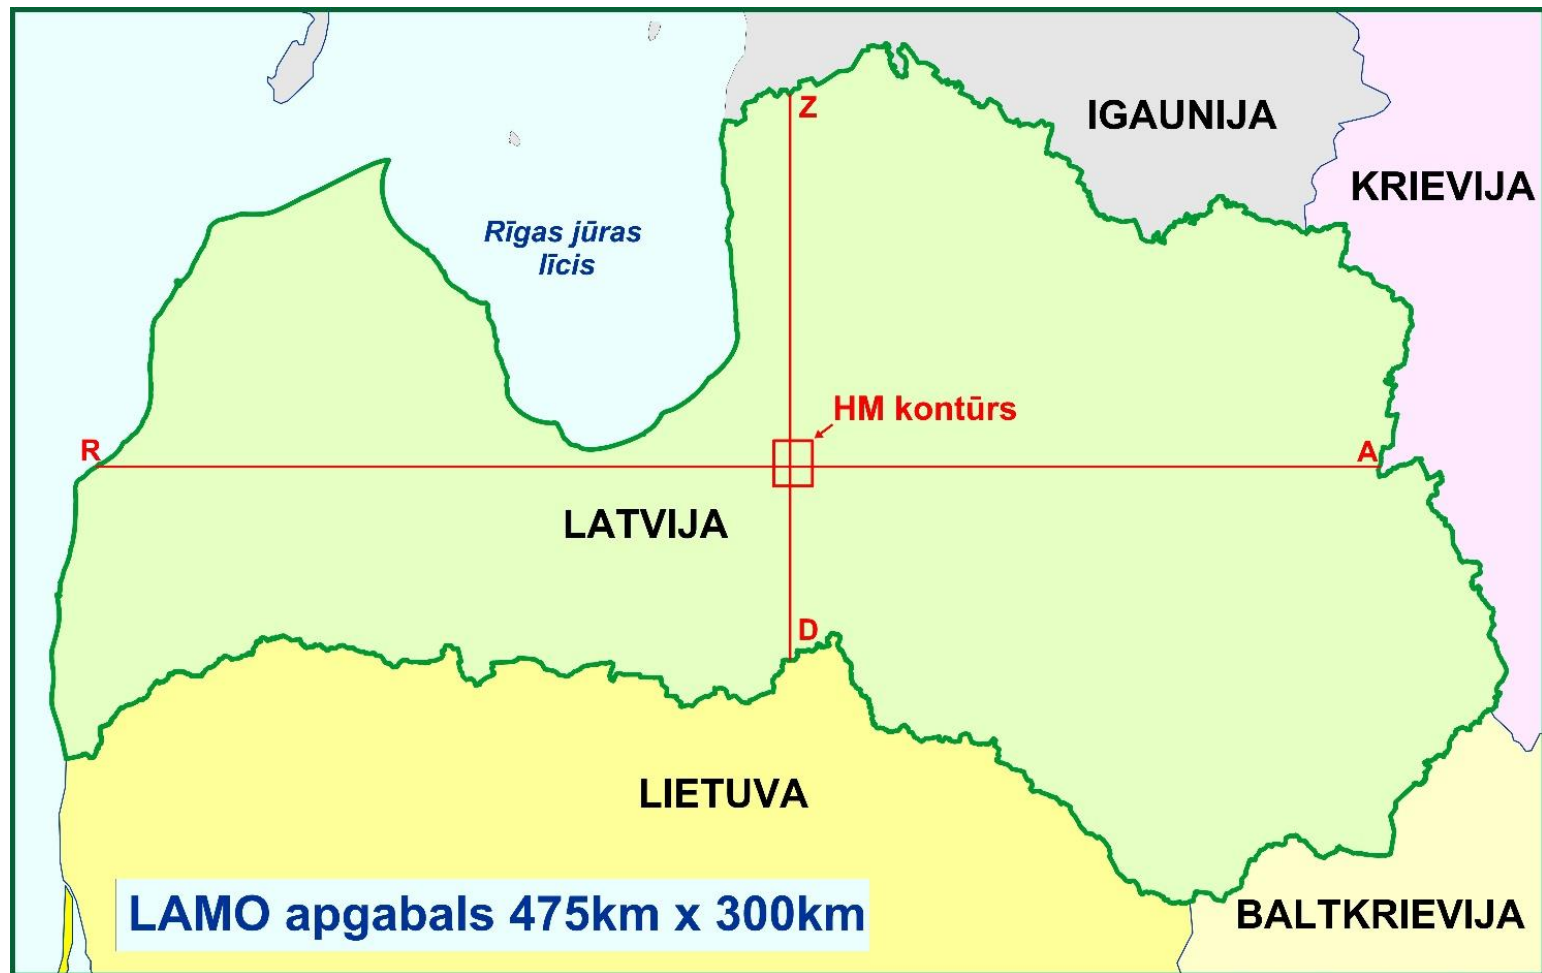 Z
IGAUNIJA
KRIEVIJA
Rīgas jūras
līcis
HM kontūrs
R
A
LATVIJA
D
LIETUVA
LAMO apgabals 475km x 300km
BALTKRIEVIJA